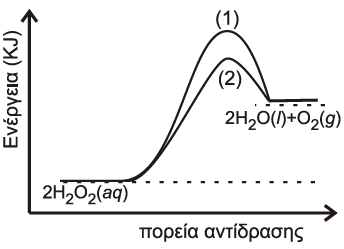 Ενέργεια (KJ)
(1)
(2)
2H₂O(l)+O₂(g)
2H₂O₂(aq)
πορεία αντίδρασης